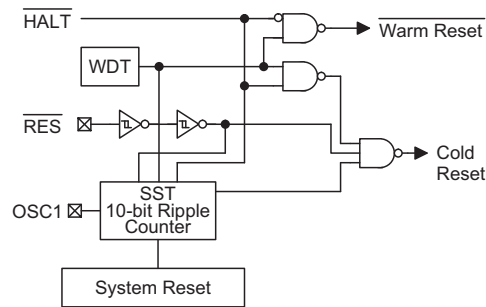 HALT
Warm Reset
WDT
RES
Cold
Reset
SST
10-bit Ripple
Counter
OSC1
System Reset